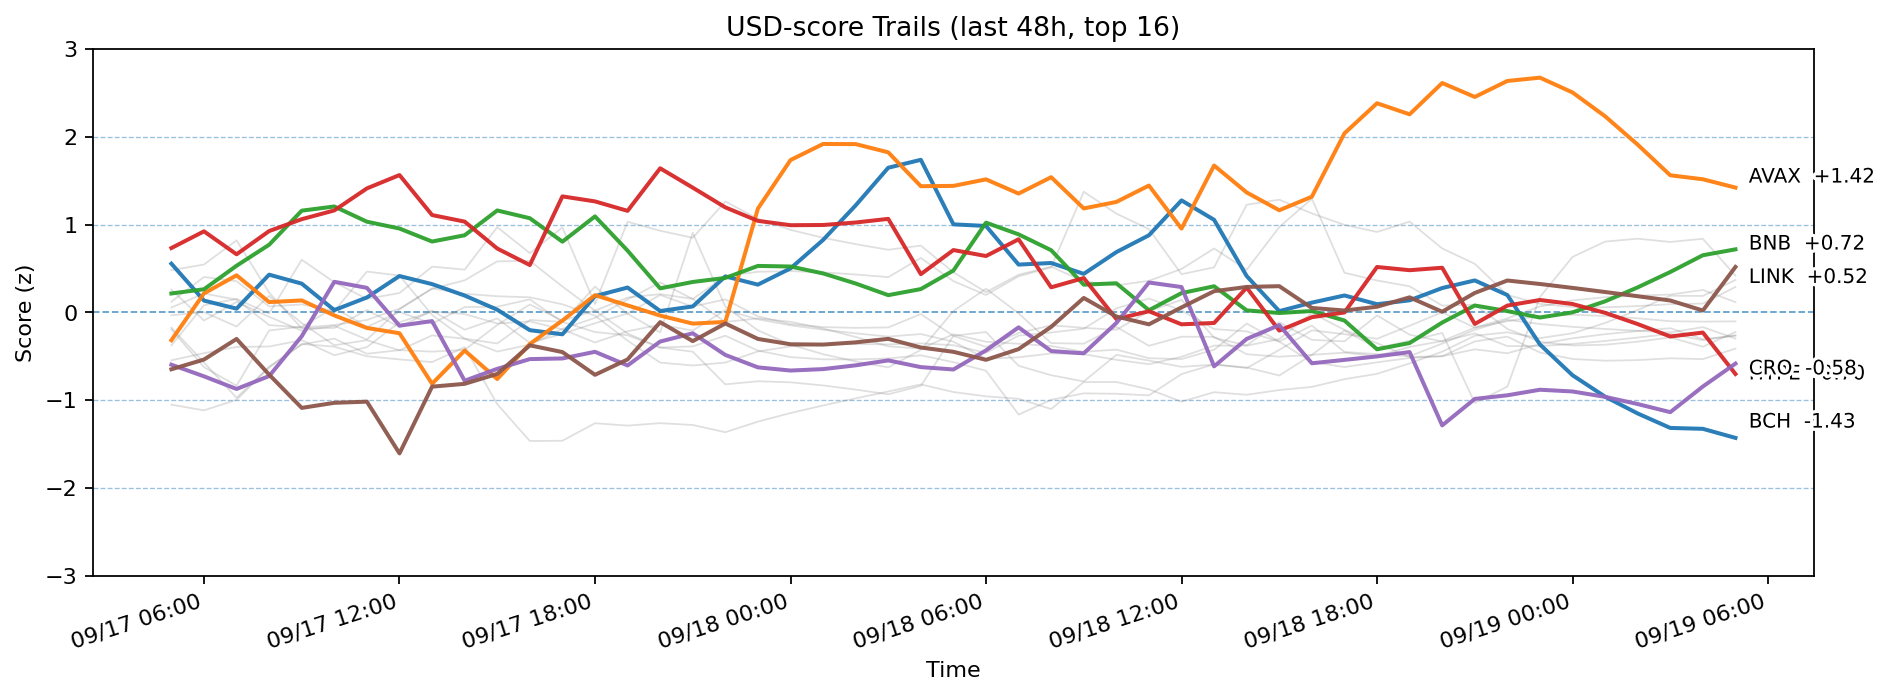 USD-score Trails (last 48h, top 16)
3
2
1
0
−1
−2
−3
Score (z)
AVAX +1.42
BNB +0.72
LINK +0.52
CRO -0.58
BCH -1.43
09/17 06:00
09/17 12:00
09/17 18:00
09/18 00:00
09/18 06:00
09/18 12:00
09/18 18:00
09/19 00:00
09/19 06:00
Time